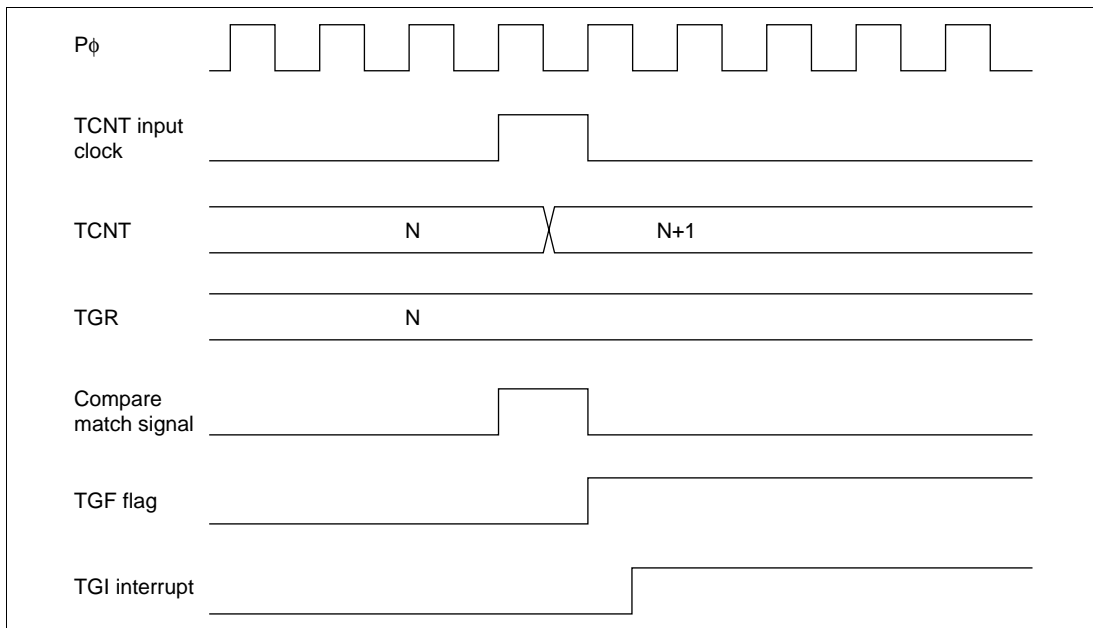 Pϕ
TCNT input
clock
TCNT
N
N+1
TGR
N
Compare
match signal
TGF flag
TGI interrupt